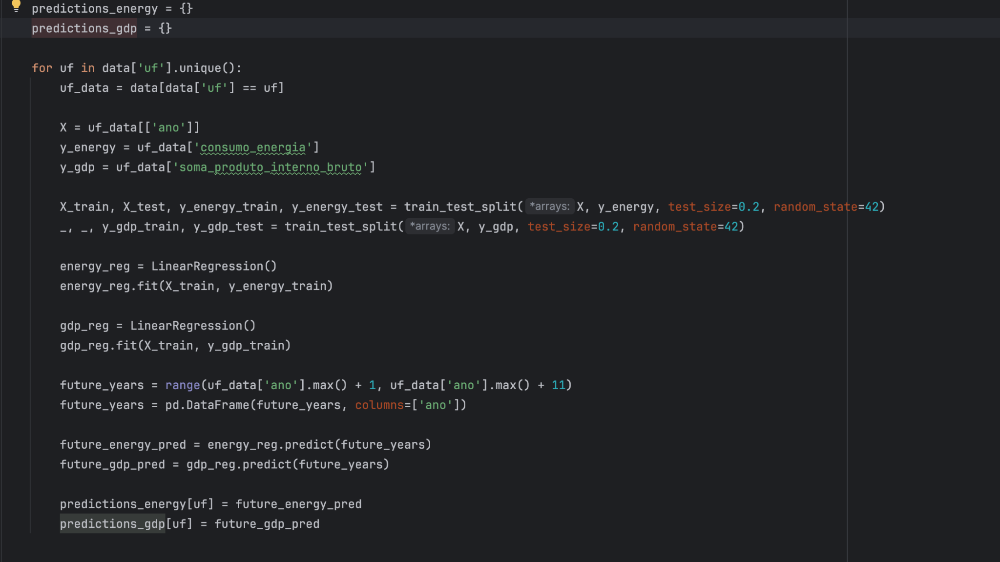 predictions_energy = {}
predictions_gdp = {}
for uf in data['uf'].unique():
uf_data = data[data['uf'] == uf]
X = uf_data[['ano']]
y_energy = uf_data['consumo_energia']
y_gdp = uf_data['soma_produto_interno_bruto']
X_train, X_test, y_energy_train, y_energy_test = train_test_split( *arrays: X, y_energy, test_size=0.2, random_state=42)
_, _, y_gdp_train, y_gdp_test = train_test_split( *arrays: X, y_gdp, test_size=0.2, random_state=42)
energy_reg = LinearRegression()
energy_reg.fit(X_train, y_energy_train)
gdp_reg = LinearRegression()
gdp_reg.fit(X_train, y_gdp_train)
future_years = range(uf_data['ano'].max() + 1, uf_data['ano'].max() + 11)
future_years = pd.DataFrame(future_years, columns=['ano'])
future_energy_pred = energy_reg.predict(future_years)
future_gdp_pred = gdp_reg.predict(future_years)
predictions_energy[uf] = future_energy_pred
predictions_gdp[uf] = future_gdp_pred